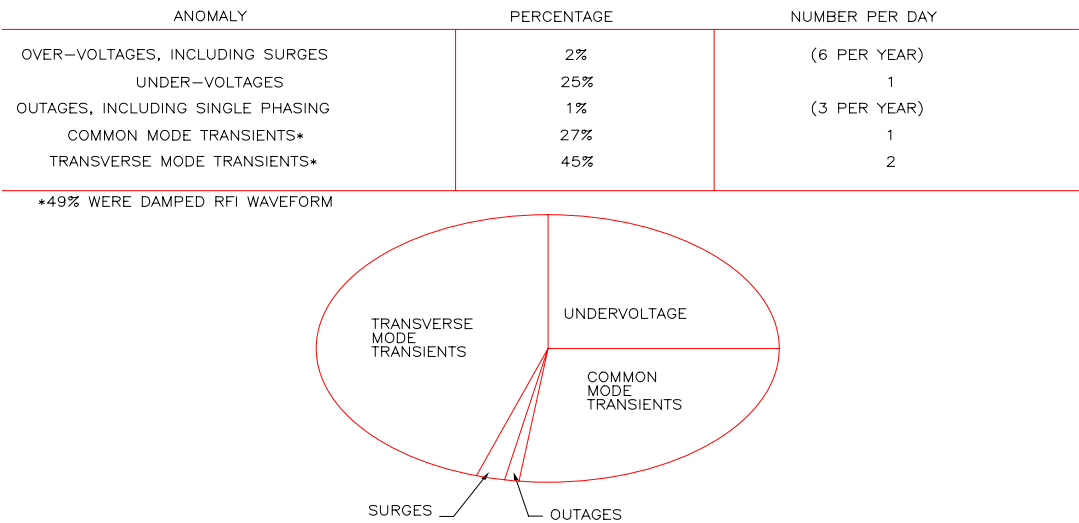 ANOMALY PERCENTAGE NUMBER PER DAY
OVER-VOLTAGES, INCLUDING SURGES 2% (6 PER YEAR)
UNDER-VOLTAGES 25% 1
OUTAGES, INCLUDING SINGLE PHASING 1% (3 PER YEAR)
COMMON MODE TRANSIENTS* 27% 1
TRANSVERSE MODE TRANSIENTS* 45% 2
*49% WERE DAMPED RFI WAVEFORM
UNDERVOLTAGE
TRANSVERSE
MODE
TRANSIENTS
COMMON
MODE
TRANSIENTS
SURGES
OUTAGES